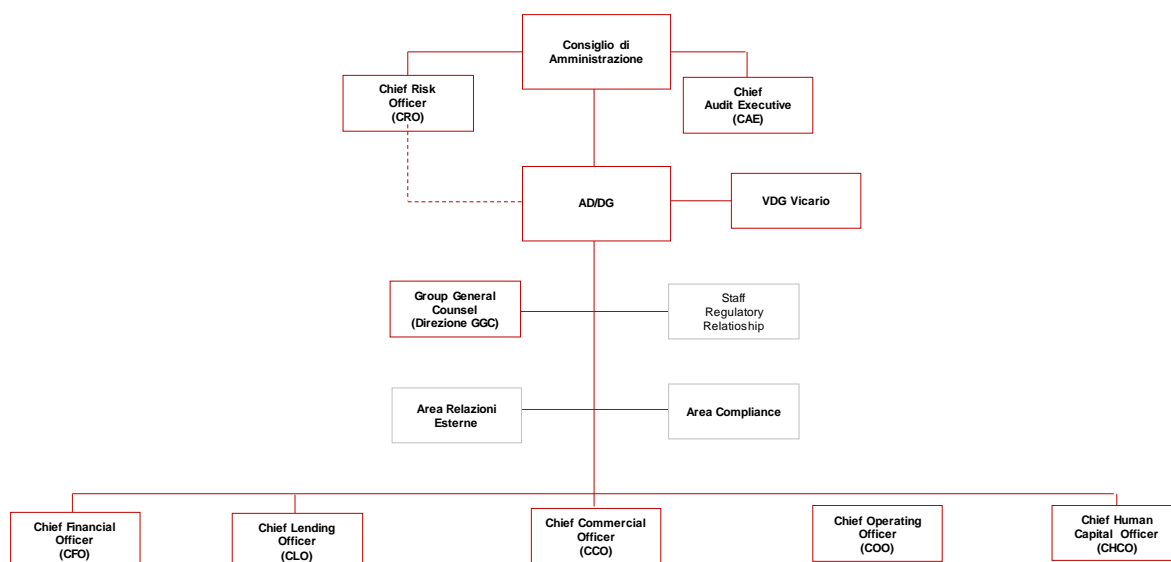 Consiglio di
Amministrazione
Chief Risk
Officer
(CRO)
Chief
Audit Executive
(CAE)
AD/DG
VDG Vicario
Group General
Counsel
(Direzione GGC)
Staff
Regulatory
Relatioship
Area Relazioni
Esterne
Area Compliance
Chief Financial
Officer
(CFO)
Chief Lending
Officer
(CLO)
Chief Commercial
Officer
(CCO)
Chief Operating
Officer
(COO)
Chief Human
Capital Officer
(CHCO)